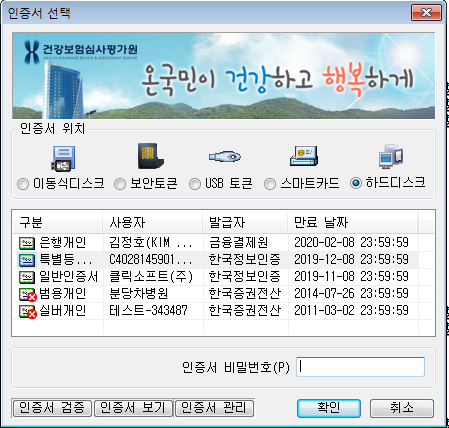 인증서 선택
건강보험심사평가원
HEALTH INSURANCE REVIEW & ASSESSMENT SERVICE
온국민이 건강하고 행복하게
인증서 위치
이동식디스크 보안토큰 USB 토큰 스마트카드 하드디스크
구분 사용자 발급자 만료 날짜
은행개인 김정호(KIM ... 금융결제원 2020-02-08 23:59:59
특별등... C4028145901... 한국정보인증 2019-12-08 23:59:59
일반인증서 클릭소프트(주) 한국정보인증 2019-11-08 23:59:59
범용개인 분당차병원 한국증권전산 2014-07-26 23:59:59
실버개인 테스트-343487 한국증권전산 2011-03-02 23:59:59
인증서 비밀번호(P)
인증서 검증 인증서 보기 인증서 관리 확인 취소